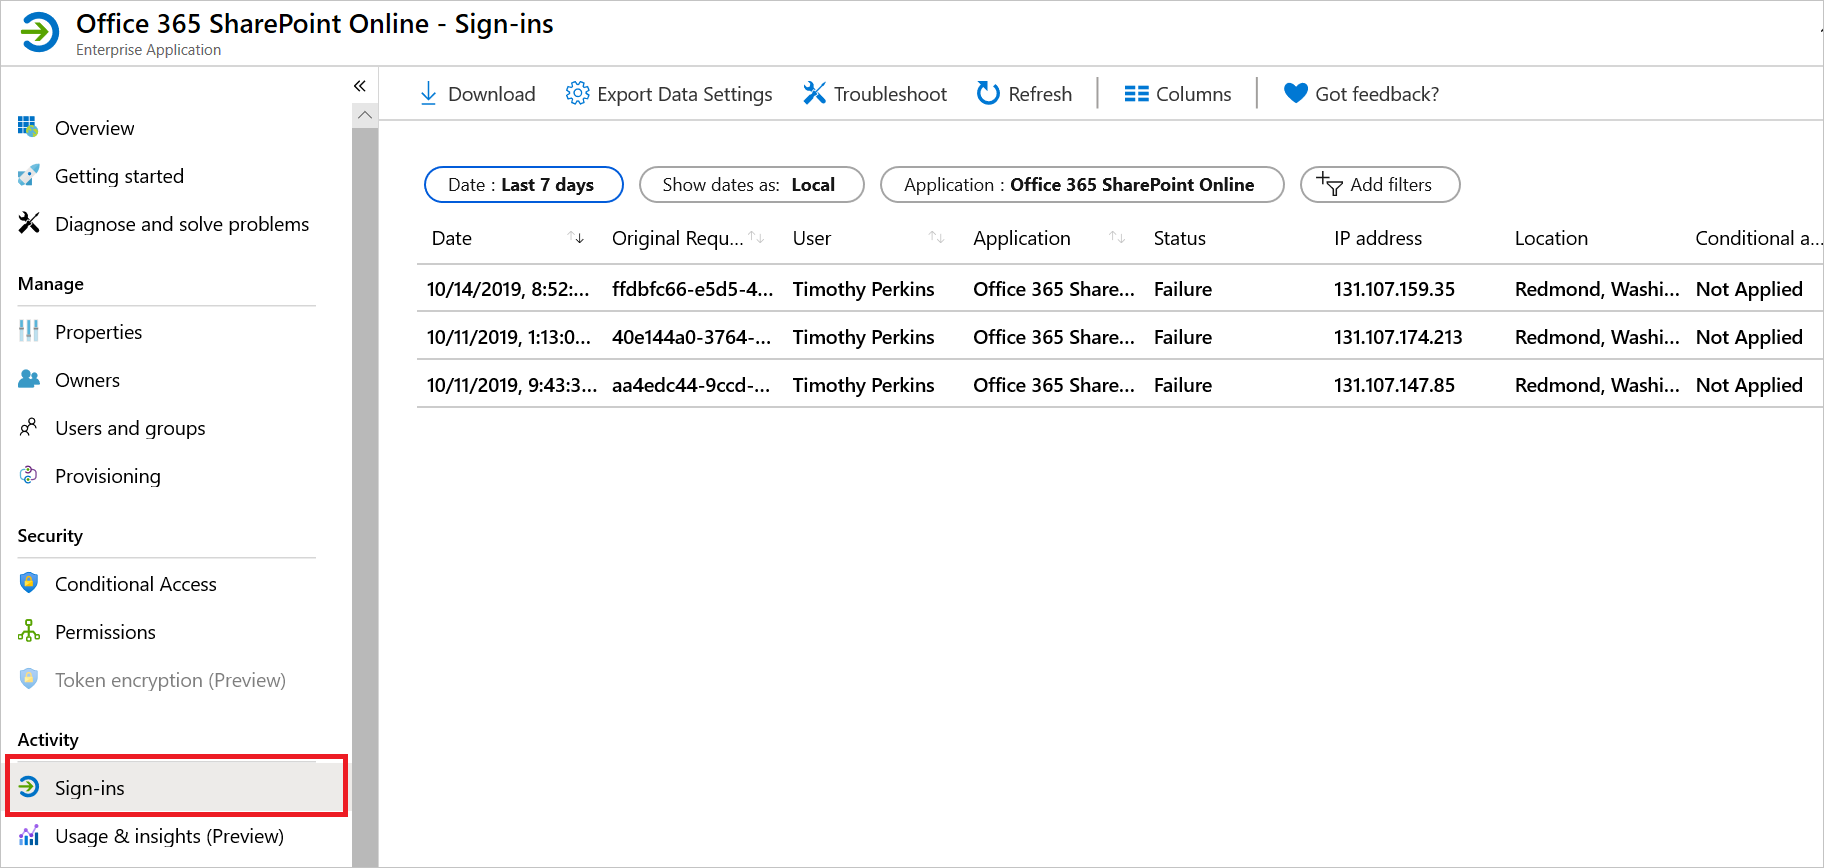 Office 365 SharePoint Online - Sign-ins
Enterprise Application
Overview
Getting started
Diagnose and solve problems
Manage
Properties
Owners
Users and groups
Provisioning
Security
Conditional Access
Permissions
Token encryption (Preview)
Activity
Sign-ins
Usage & insights (Preview)
Download Export Data Settings Troubleshoot Refresh Columns Got feedback?
Date : Last 7 days Show dates as: Local Application : Office 365 SharePoint Online Add filters
Date Original Requ... User Application Status IP address Location Conditional a...
10/14/2019, 8:52:... ffdbfc66-e5d5-4... Timothy Perkins Office 365 Share... Failure 131.107.159.35 Redmond, Washi... Not Applied
10/11/2019, 1:13:0... 40e144a0-3764-... Timothy Perkins Office 365 Share... Failure 131.107.174.213 Redmond, Washi... Not Applied
10/11/2019, 9:43:3... aa4edc44-9ccd-... Timothy Perkins Office 365 Share... Failure 131.107.147.85 Redmond, Washi... Not Applied